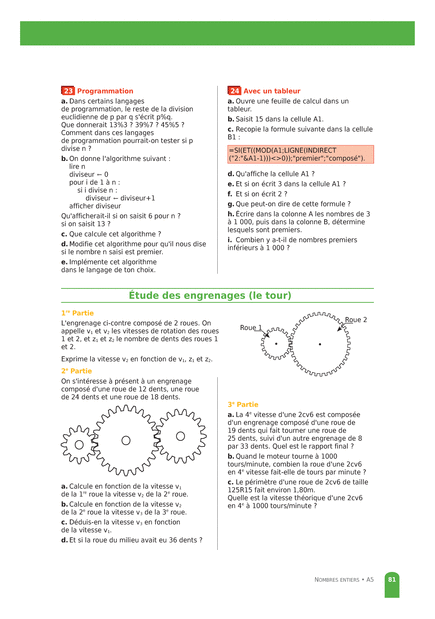 23 Programmation
a. Dans certains langages
de programmation, le reste de la division
euclidienne de p par q s'écrit p%q.
Que donnerait 13%3 ? 39%7 ? 45%5 ?
Comment dans ces langages
de programmation pourrait-on tester si p
divise n ?
b. On donne l'algorithme suivant :
lire n
diviseur ← 0
pour i de 1 à n :
si i divise n :
diviseur ← diviseur+1
afficher diviseur
Qu'afficherait-il si on saisit 6 pour n ?
si on saisit 13 ?
c. Que calcule cet algorithme ?
d. Modifie cet algorithme pour qu'il nous dise
si le nombre n saisi est premier.
e. Implémente cet algorithme
dans le langage de ton choix.
24 Avec un tableur
a. Ouvre une feuille de calcul dans un
tableur.
b. Saisit 15 dans la cellule A1.
c. Recopie la formule suivante dans la cellule
B1 :
=SI(ET((MOD(A1;LIGNE(INDIRECT
("2:"&A1-1)))<>0));"premier";"composé").
d. Qu'affiche la cellule A1 ?
e. Et si on écrit 3 dans la cellule A1 ?
f. Et si on écrit 2 ?
g. Que peut-on dire de cette formule ?
h. Écrire dans la colonne A les nombres de 3
à 1 000, puis dans la colonne B, détermine
lesquels sont premiers.
i. Combien y a-t-il de nombres premiers
inférieurs à 1 000 ?
Étude des engrenages (le tour)
1re Partie
L'engrenage ci-contre composé de 2 roues. On
appelle v1 et v2 les vitesses de rotation des roues
1 et 2, et z1 et z2 le nombre de dents des roues 1
et 2.
Exprime la vitesse v2 en fonction de v1, z1 et z2.
Roue 1
Roue 2
2e Partie
On s'intéresse à présent à un engrenage
composé d'une roue de 12 dents, une roue
de 24 dents et une roue de 18 dents.
a. Calcule en fonction de la vitesse v1
de la 1re roue la vitesse v2 de la 2e roue.
b. Calcule en fonction de la vitesse v2
de la 2e roue la vitesse v3 de la 3e roue.
c. Déduis-en la vitesse v3 en fonction
de la vitesse v1.
d. Et si la roue du milieu avait eu 36 dents ?
3e Partie
a. La 4e vitesse d'une 2cv6 est composée
d'un engrenage composé d'une roue de
19 dents qui fait tourner une roue de
25 dents, suivi d'un autre engrenage de 8
par 33 dents. Quel est le rapport final ?
b. Quand le moteur tourne à 1000
tours/minute, combien la roue d'une 2cv6
en 4e vitesse fait-elle de tours par minute ?
c. Le périmètre d'une roue de 2cv6 de taille
125R15 fait environ 1,80m.
Quelle est la vitesse théorique d'une 2cv6
en 4e à 1000 tours/minute ?
NOMBRES ENTIERS • A5 81